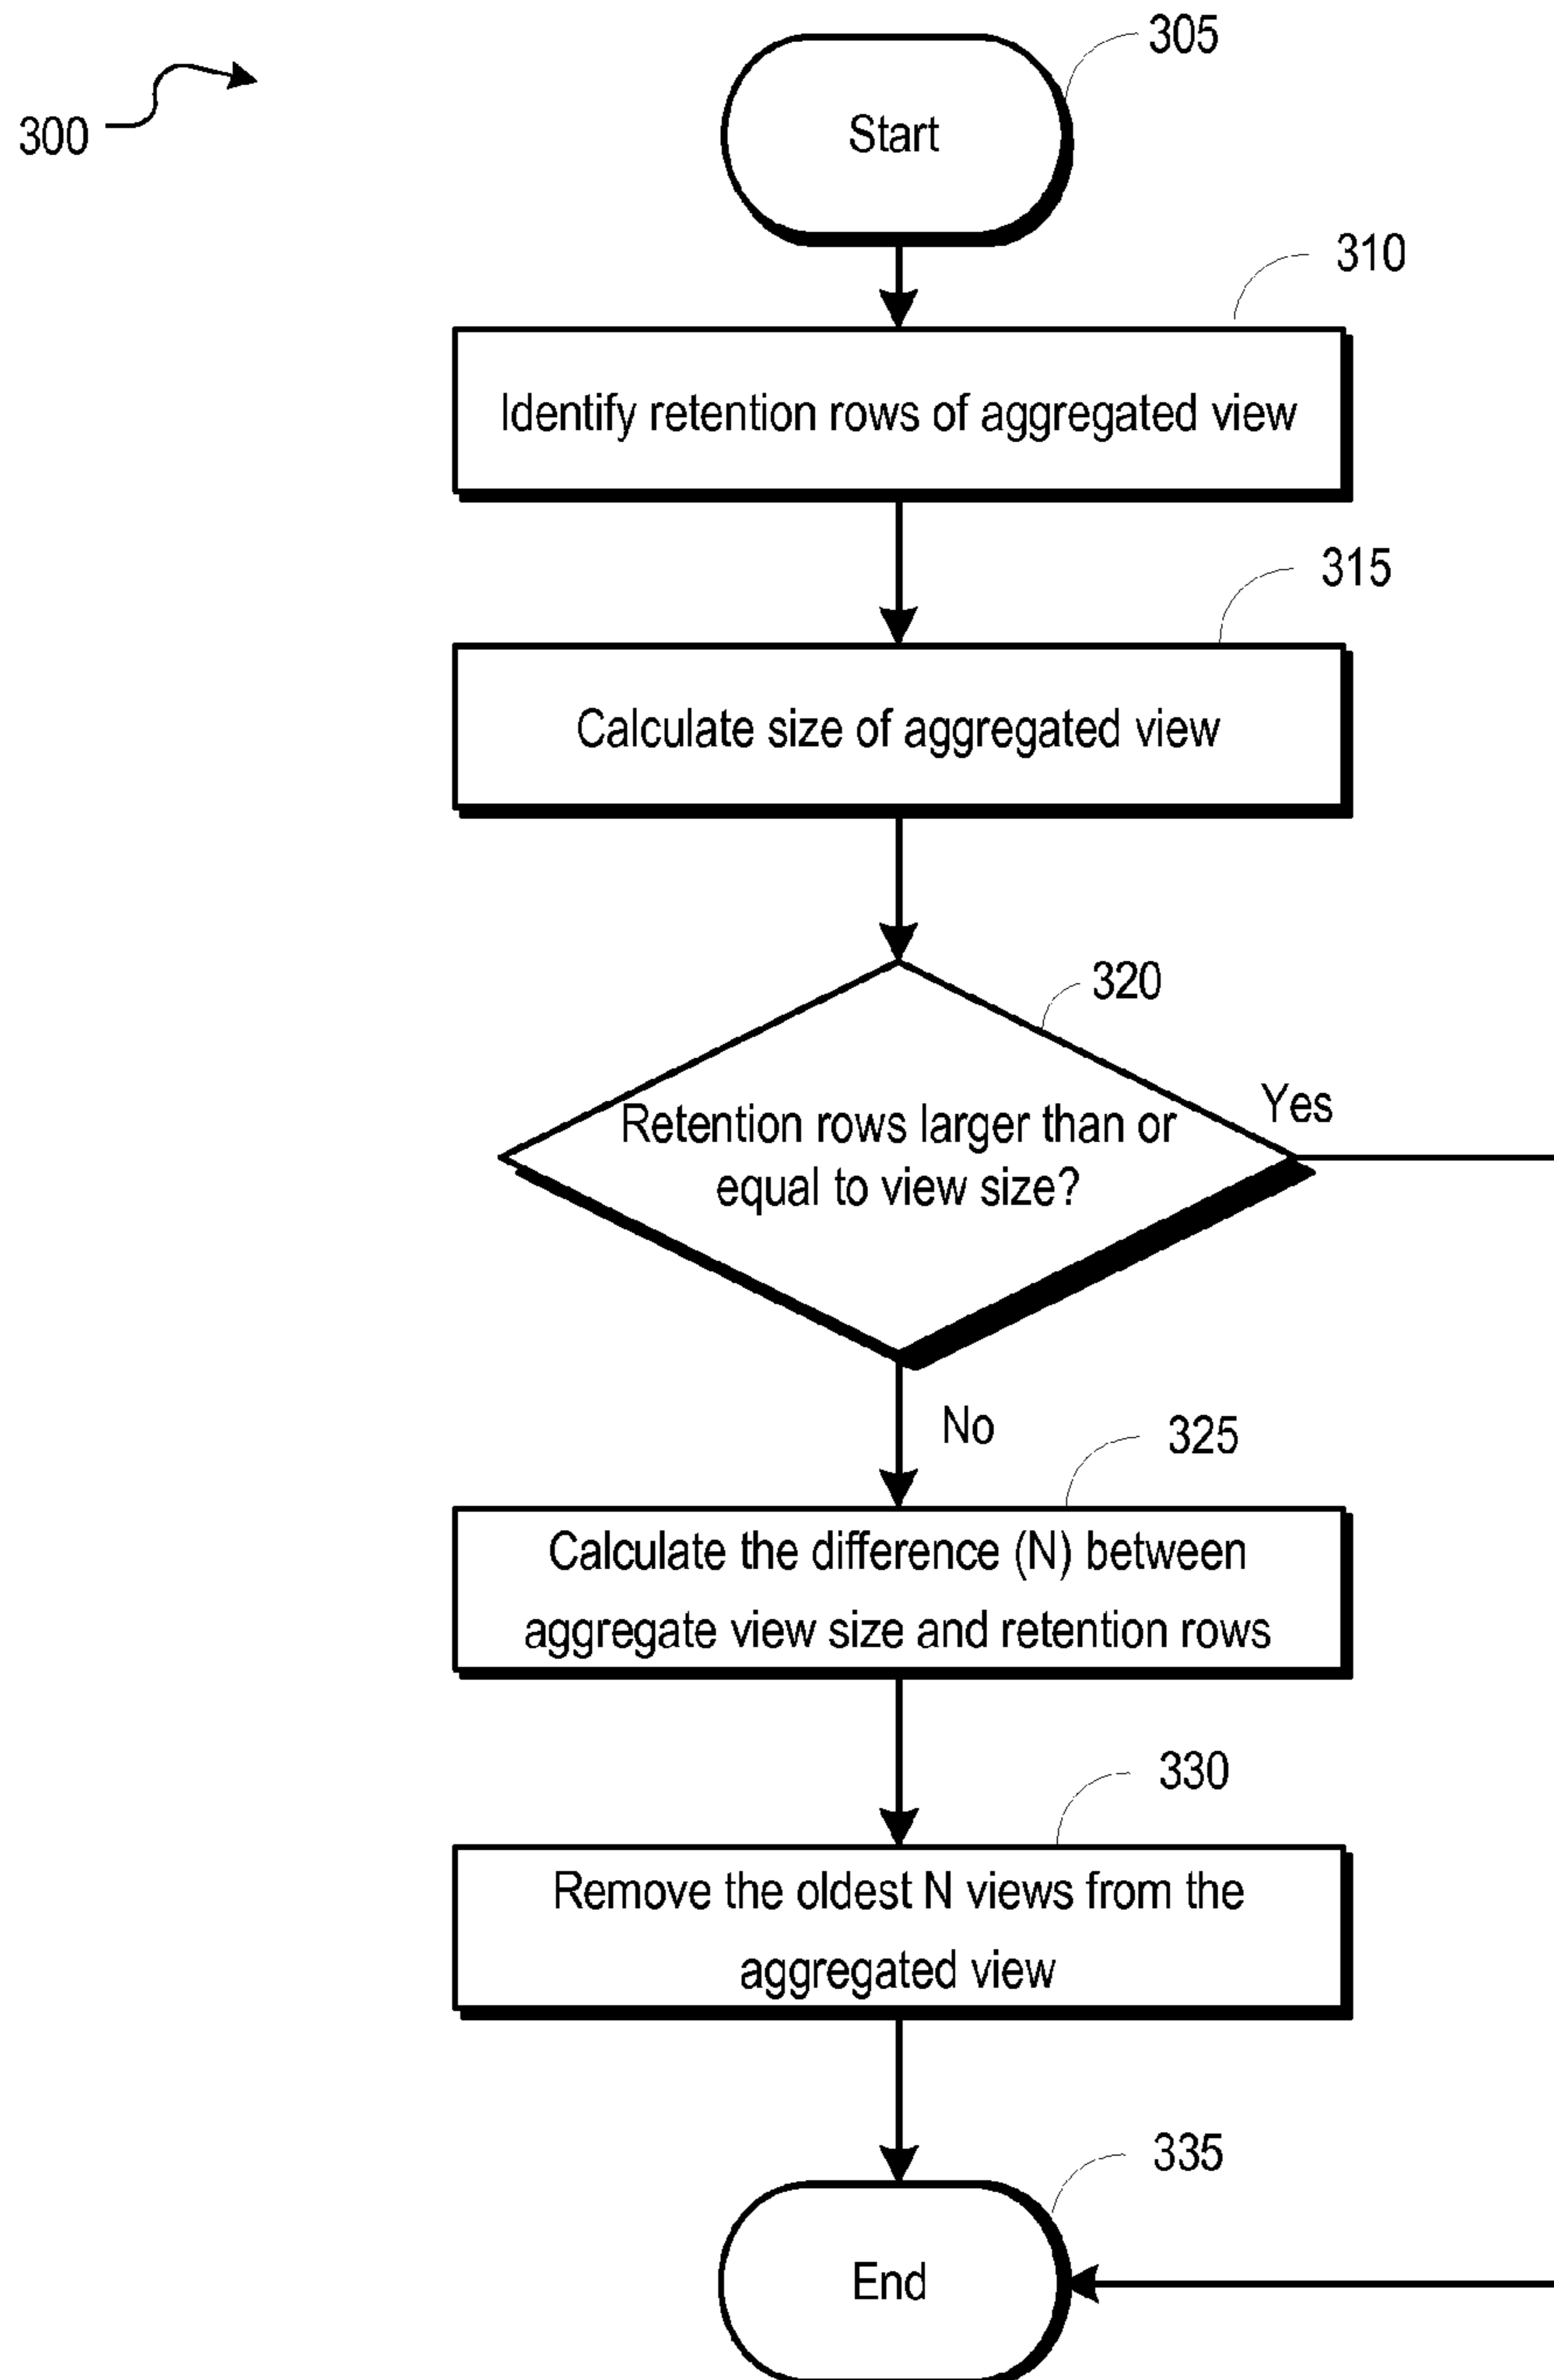 305
Start
300
310
Identify retention rows of aggregated view
315
Calculate size of aggregated view
320
Yes
Retention rows larger than or
equal to view size?
No
325
Calculate the difference (N) between
aggregate view size and retention rows
330
Remove the oldest N views from the
aggregated view
335
End